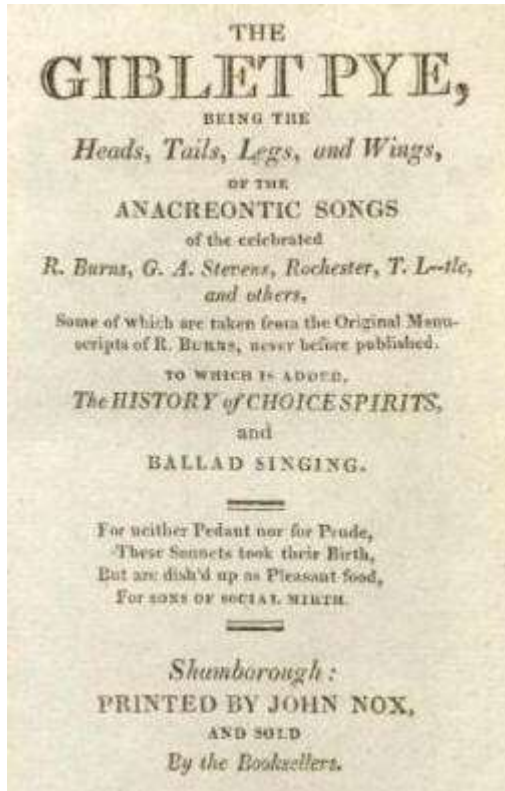 THE
GIBLET PYE,
BEING THE
Heads, Tails, Legs, and Wings,
OF THE
ANACREONTIC SONGS
of the celebrated
R. Burns, G. A. Stevens, Rochester, T. L--tle,
and others,
Some of which are taken from the Original Manu-
scripts of R. BURNS, never before published.
TO WHICH IS ADDED,
The HISTORY of CHOICE SPIRITS,
and
BALLAD SINGING.
For neither Pedant nor for Prude,
These Sonnets took their Birth,
But are dish'd up as Pleasant food,
For SONS OF SOCIAL MIRTH.
Shamborough:
PRINTED BY JOHN NOX,
AND SOLD
By the Booksellers.